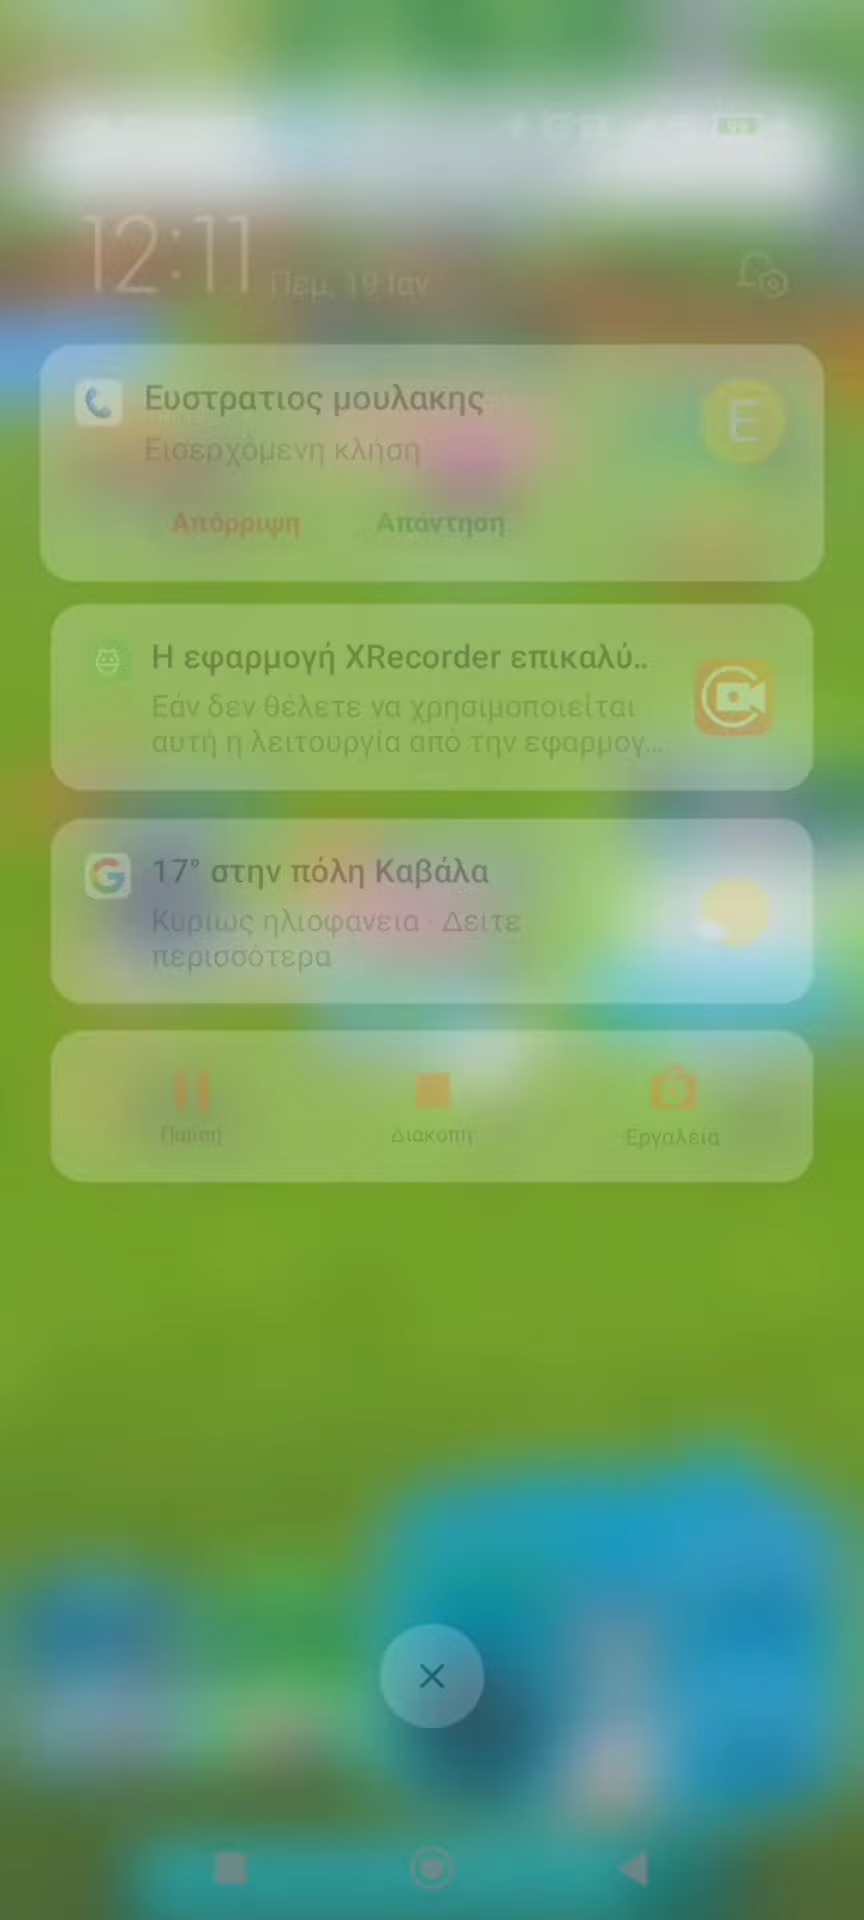 12:11 Πεμ, 19 Ιαν
Ευστρατιος μουλακης
Εισερχόμενη κλήση
E
Απόρριψη Απάντηση
Η εφαρμογή XRecorder επικαλύ..
Εάν δεν θέλετε να χρησιμοποιείται
αυτή η λειτουργία από την εφαρμογ...
17° στην πόλη Καβάλα
Κυρίως ηλιοφάνεια · Δείτε
περισσότερα
Παύση Διακοπή Εργαλεία